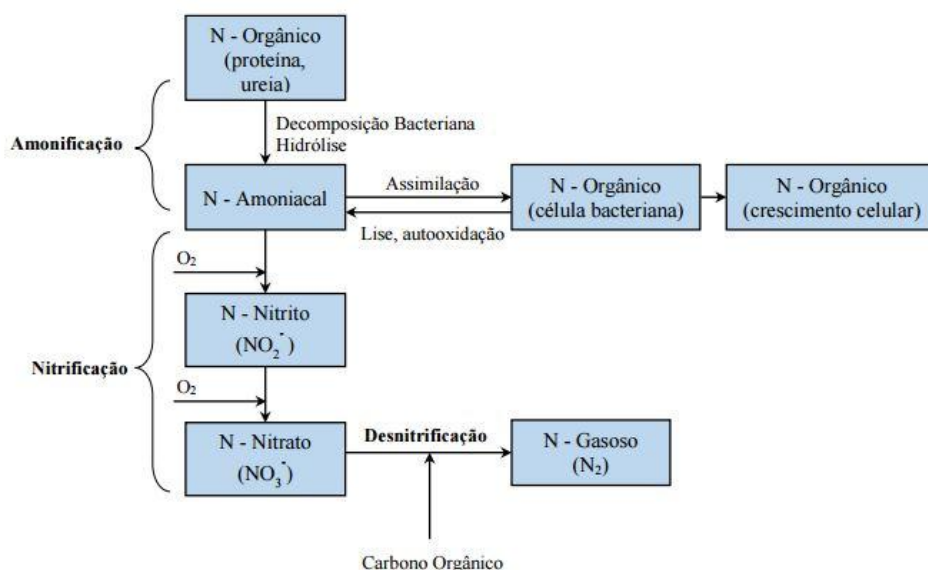 N - Orgânico
(proteína,
ureia)
Amonificação
Decomposição Bacteriana
Hidrólise
N - Amoniacal
Assimilação
Lise, autooxidação
N - Orgânico
(célula bacteriana)
N - Orgânico
(crescimento celular)
O₂
N - Nitrito
(NO₂⁻)
Nitrificação
O₂
N - Nitrato
(NO₃⁻)
Desnitrificação
N - Gasoso
(N₂)
Carbono Orgânico